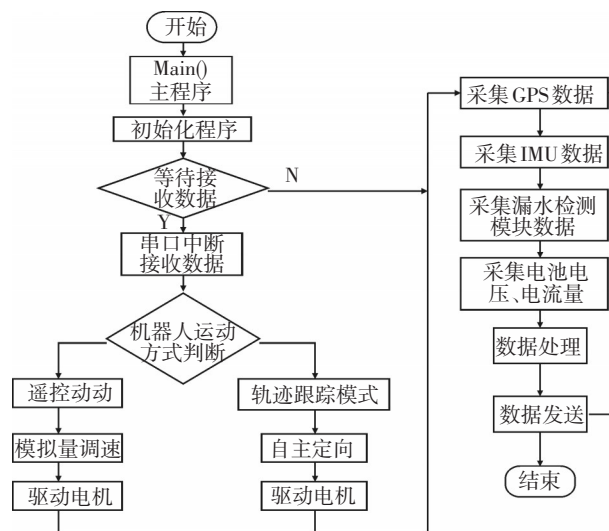 开始
Main()
主程序
初始化程序
等待接
收数据
N
Y
串口中断
接收数据
机器人运动
方式判断
遥控动动
模拟量调速
驱动电机
轨迹跟踪模式
自主定向
驱动电机
采集GPS数据
采集IMU数据
采集漏水检测
模块数据
采集电池电
压、电流量
数据处理
数据发送
结束